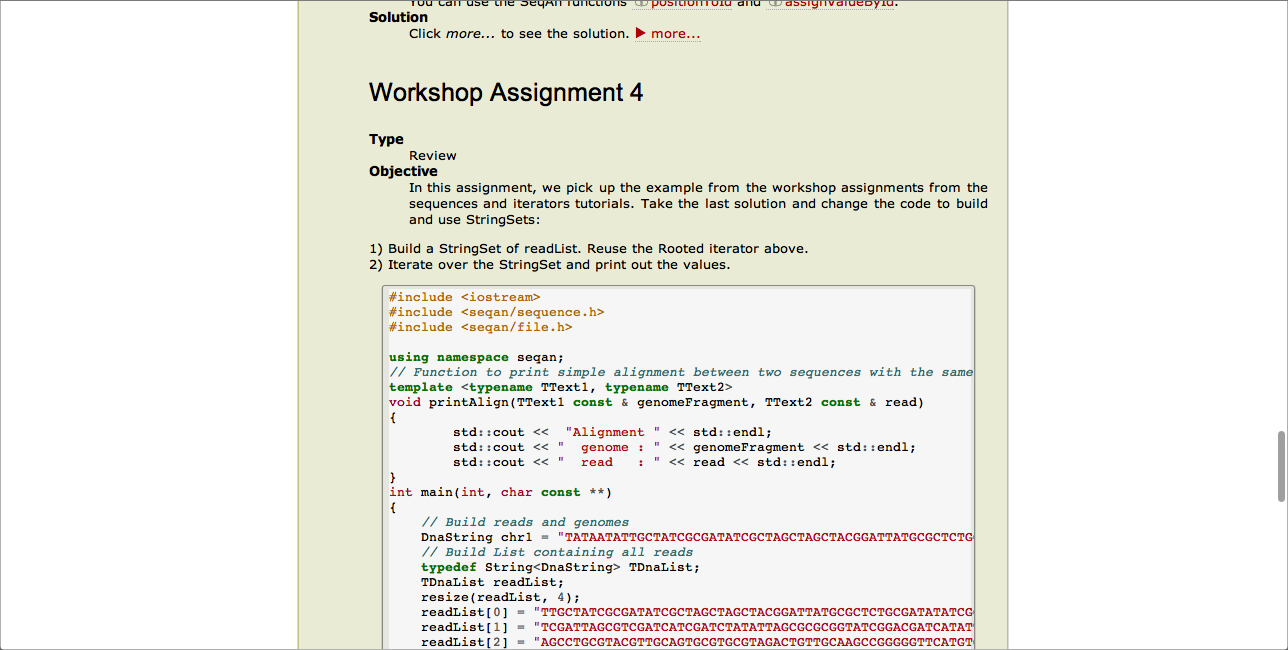 You can use the SeqAn functions positionToId and assignValueById.
Solution
Click more... to see the solution. more...
Workshop Assignment 4
Type
Review
Objective
In this assignment, we pick up the example from the workshop assignments from the
sequences and iterators tutorials. Take the last solution and change the code to build
and use StringSets:
1) Build a StringSet of readList. Reuse the Rooted iterator above.
2) Iterate over the StringSet and print out the values.
#include <iostream>
#include <seqan/sequence.h>
#include <seqan/file.h>
using namespace seqan;
// Function to print simple alignment between two sequences with the same
template <typename TText1, typename TText2>
void printAlign(TText1 const & genomeFragment, TText2 const & read)
{
std::cout <<  "Alignment " << std::endl;
std::cout << "  genome : " << genomeFragment << std::endl;
std::cout << "  read   : " << read << std::endl;
}
int main(int, char const **)
{
// Build reads and genomes
DnaString chr1 = "TATAATATTGCTATCGCGATATCGCTAGCTAGCTACGGATTATGCGCTCTG
// Build List containing all reads
typedef String<DnaString> TDnaList;
TDnaList readList;
resize(readList, 4);
readList[0] = "TTGCTATCGCGATATCGCTAGCTAGCTACGGATTATGCGCTCTGCGATATATCG
readList[1] = "TCGATTAGCGTCGATCATCGATCTATATTAGCGCGCGGTATCGGACGATCATAT
readList[2] = "AGCCTGCGTACGTTGCAGTGCGTGCGTAGACTGTTGCAAGCCGGGGGTTCATGT